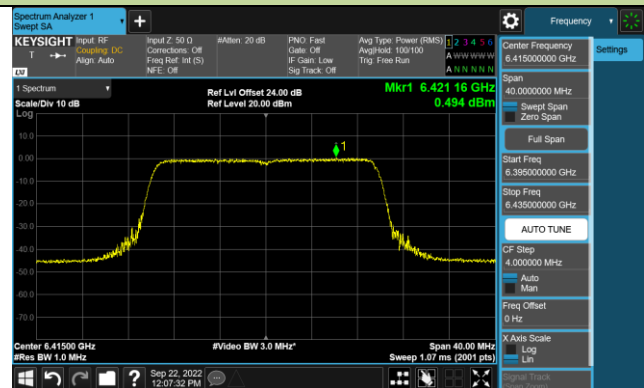 Spectrum Analyzer 1
Swept SA
Frequency
KEYSIGHT
T
LXI
Input: RF
Coupling: DC
Align: Auto
Input Z: 50 Ω
Corrections: Off
Freq Ref: Int (S)
NFE: Off
#Atten: 20 dB
PNO: Fast
Gate: Off
IF Gain: Low
Sig Track: Off
Avg Type: Power (RMS)
Avg|Hold: 100/100
Trig: Free Run
1 2 3 4 5 6
A W W W W W
A N N N N N
1 Spectrum
Scale/Div 10 dB
Log
Ref Lvl Offset 24.00 dB
Ref Level 20.00 dBm
Mkr1 6.421 16 GHz
0.494 dBm
1
10.0
0.00
-10.0
-20.0
-30.0
-40.0
-50.0
-60.0
-70.0
Center 6.41500 GHz
#Res BW 1.0 MHz
#Video BW 3.0 MHz*
Span 40.00 MHz
Sweep 1.07 ms (2001 pts)
Sep 22, 2022
12:07:32 PM
?
Center Frequency
6.415000000 GHz
Settings
Span
40.0000000 MHz
Swept Span
Zero Span
Full Span
Start Freq
6.395000000 GHz
Stop Freq
6.435000000 GHz
AUTO TUNE
CF Step
4.000000 MHz
Auto
Man
Freq Offset
0 Hz
X Axis Scale
Log
Lin
Signal Track